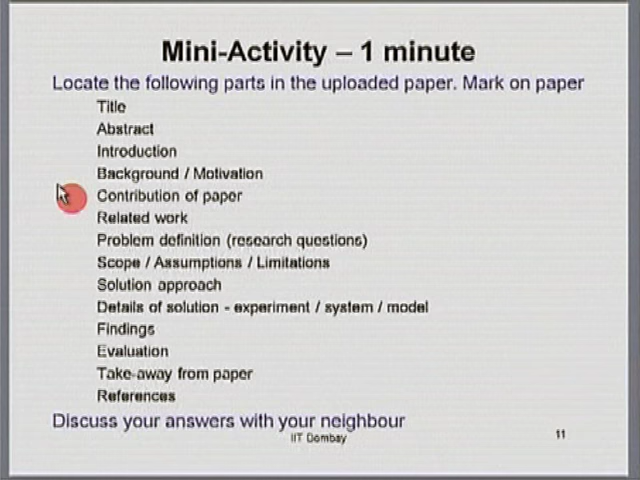 Mini-Activity – 1 minute
Locate the following parts in the uploaded paper. Mark on paper
Title
Abstract
Introduction
Background / Motivation
Contribution of paper
Related work
Problem definition (research questions)
Scope / Assumptions / Limitations
Solution approach
Details of solution - experiment / system / model
Findings
Evaluation
Take-away from paper
References
Discuss your answers with your neighbour
IIT Bombay
11